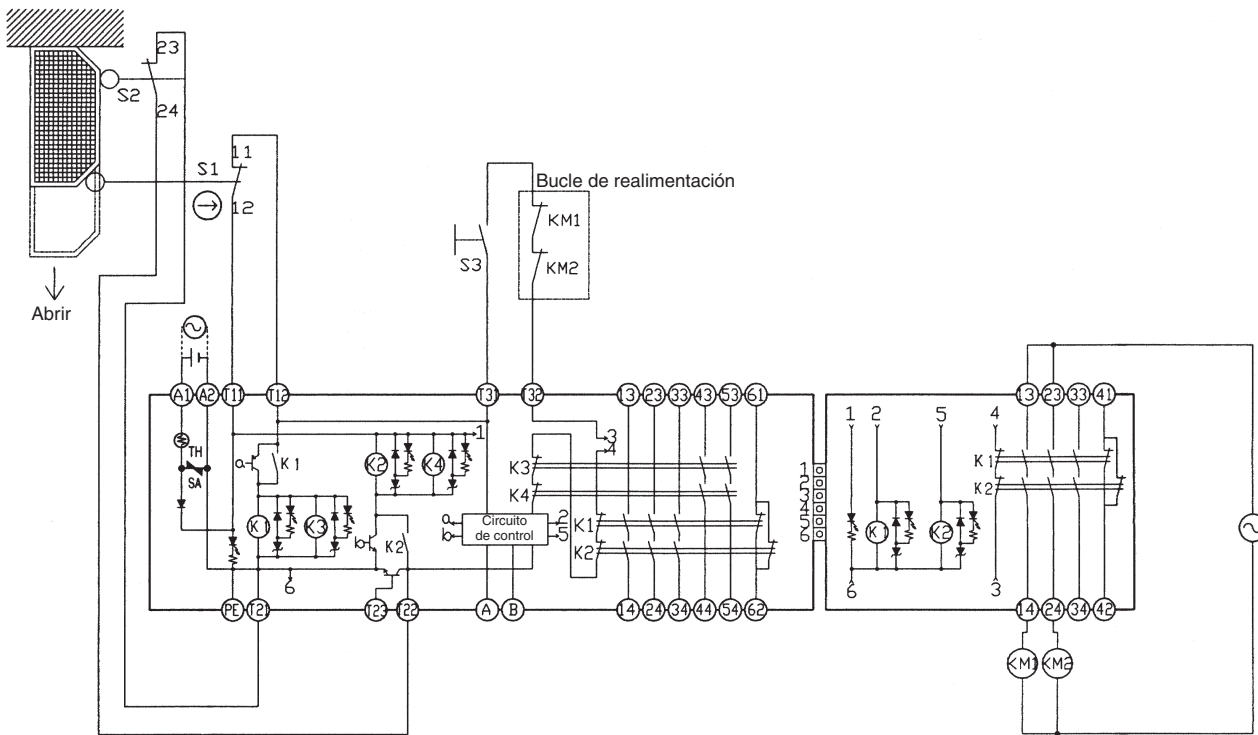 23
S2
24
11
S1
12
Bucle de realimentación
KM1
S3
KM2
Abrir
A1 A2 T11 T12 T31 T32 13 23 33 43 53 61
13 23 33 41
1
3
4
1 2 5 4
TH
a
K1
K2
K4
K3
K1
SA
K4
1
2
3
4
5
6
K2
K1
K3
a
b
Circuito de control
2
5
K1
K1
K2
b
K2
K2
6
6
3
PE T21 T23 T22 A B 14 24 34 44 54 62
14 24 34 42
KM1 KM2